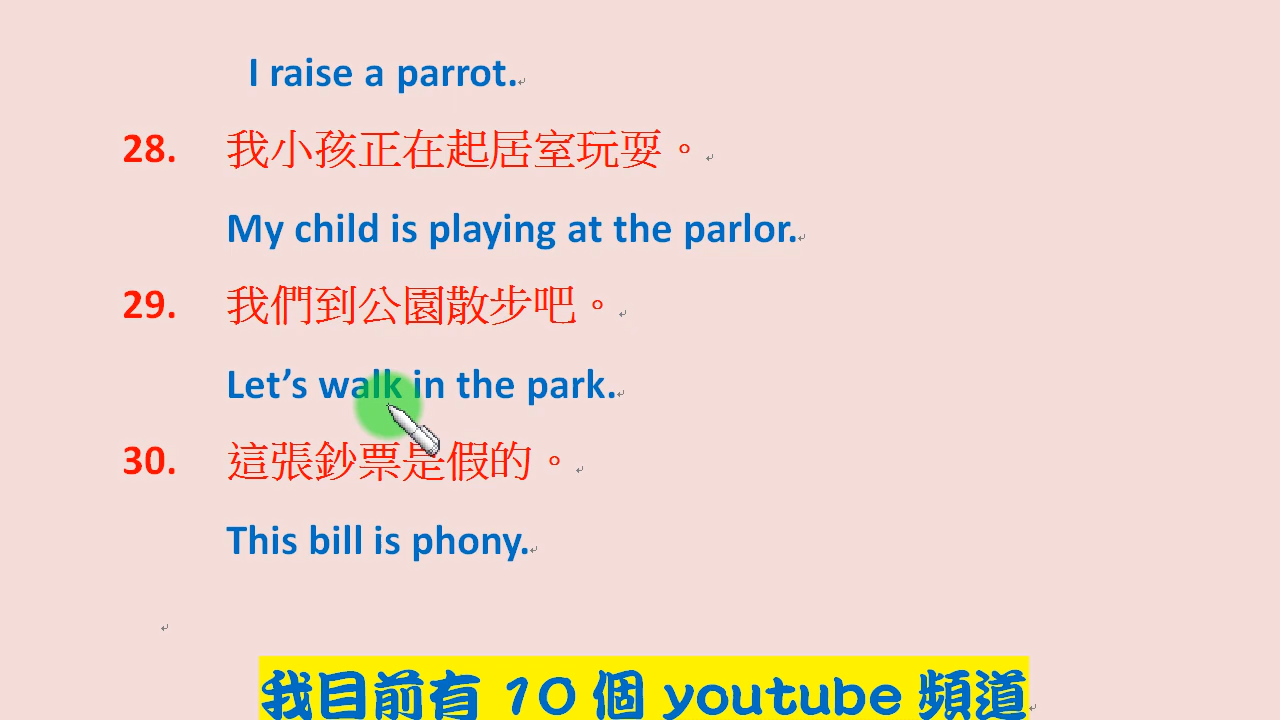 I raise a parrot.
28. 我小孩正在起居室玩耍。
My child is playing at the parlor.
29. 我們到公園散步吧。
Let’s walk in the park.
30. 這張鈔票是假的。
This bill is phony.
我目前有 10 個 youtube 頻道